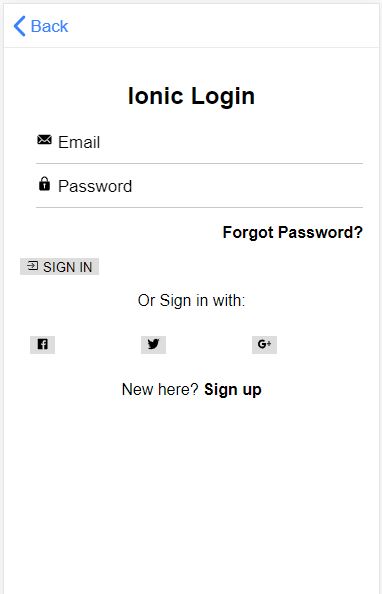 Back
Ionic Login
Email
Password
Forgot Password?
SIGN IN
Or Sign in with:
G+
New here? Sign up